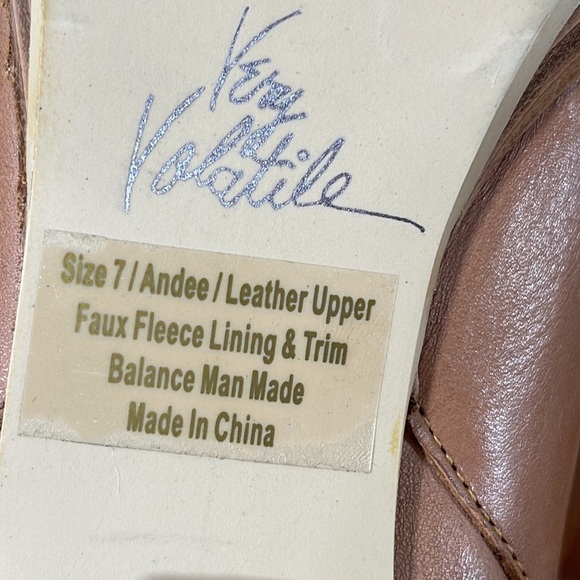 Very
Volatile
Size 7 / Andee / Leather Upper
Faux Fleece Lining & Trim
Balance Man Made
Made In China